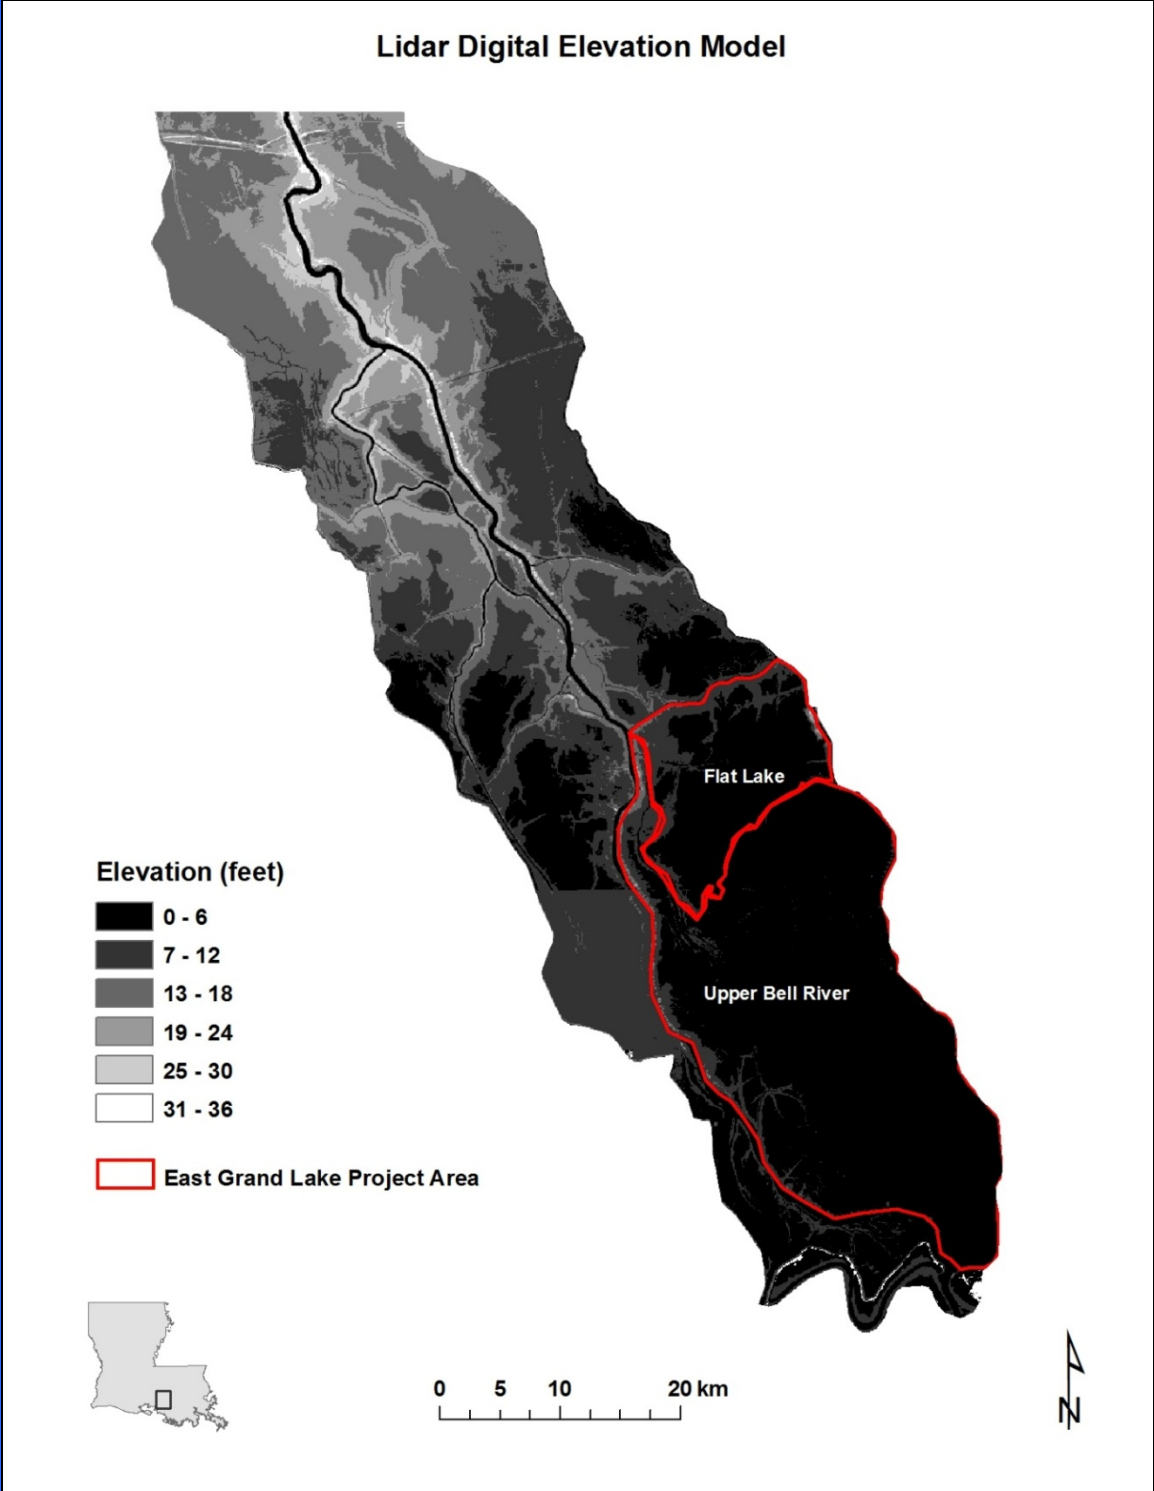 Lidar Digital Elevation Model
Flat Lake
Elevation (feet)
0 - 6
7 - 12
13 - 18
Upper Bell River
19 - 24
25 - 30
31 - 36
East Grand Lake Project Area
0 5 10 20 km
N